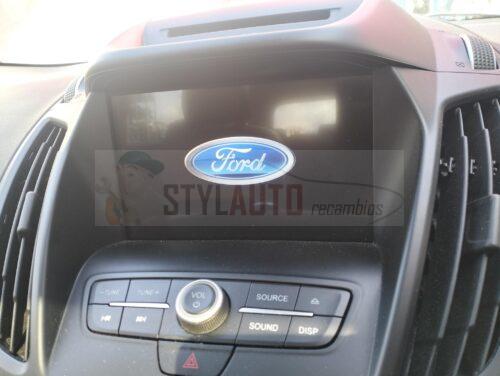 Ford
STYLAUTO
recambios
-TUNE
TUNE+
VOL
SOURCE
SOUND
DISP